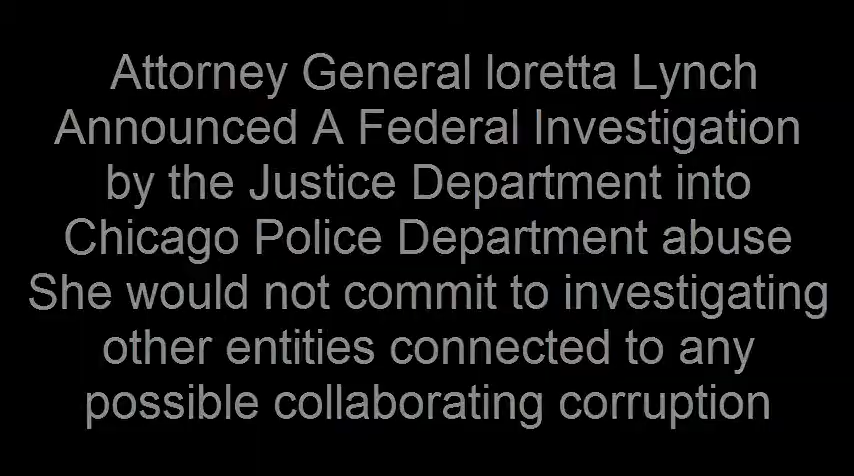 Attorney General loretta Lynch
Announced A Federal Investigation
by the Justice Department into
Chicago Police Department abuse
She would not commit to investigating
other entities connected to any
possible collaborating corruption